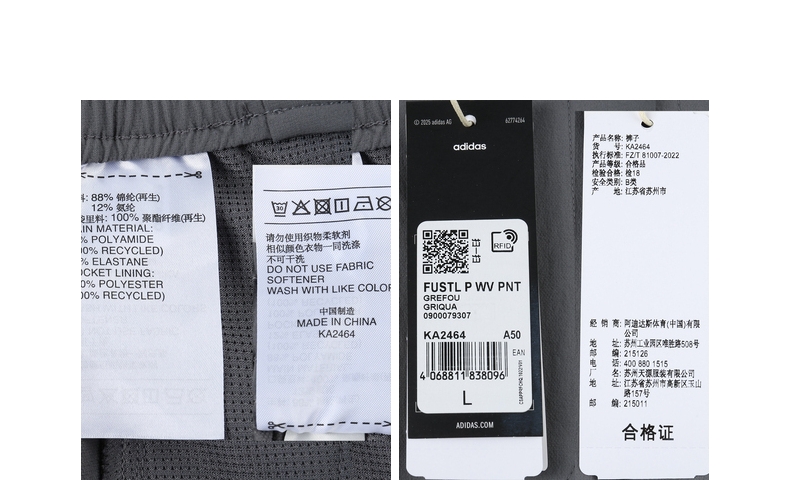 料: 88% 锦纶(再生)
12% 氨纶
袋里料: 100% 聚酯纤维(再生)
AIN MATERIAL:
% POLYAMIDE
00% RECYCLED)
% ELASTANE
OCKET LINING:
% POLYESTER
00% RECYCLED)
30
请勿使用织物柔软剂
相似颜色衣物一同洗涤
不可干洗
DO NOT USE FABRIC
SOFTENER
WASH WITH LIKE COLOR
中国制造
MADE IN CHINA
KA2464
© 2025 adidas AG
62774264
adidas
RFID
FUSTL P WV PNT
GREFOU
GRIQUA
0900079307
KA2464 A50
EAN
4 068811 838096
L
ADIDAS.COM
产品名称: 裤子
货 号: KA2464
执行标准: FZ/T 81007-2022
产品等级: 合格品
检验合格: 检18
安全类别: B类
产 地: 江苏省苏州市
经 销 商: 阿迪达斯体育(中国)有限
公司
地 址: 苏州工业园区唯胜路508号
邮 编: 215126
电 话: 400 880 1515
厂 名: 苏州天源服装有限公司
地 址: 江苏省苏州市高新区玉山
路157号
邮 编: 215011
合格证